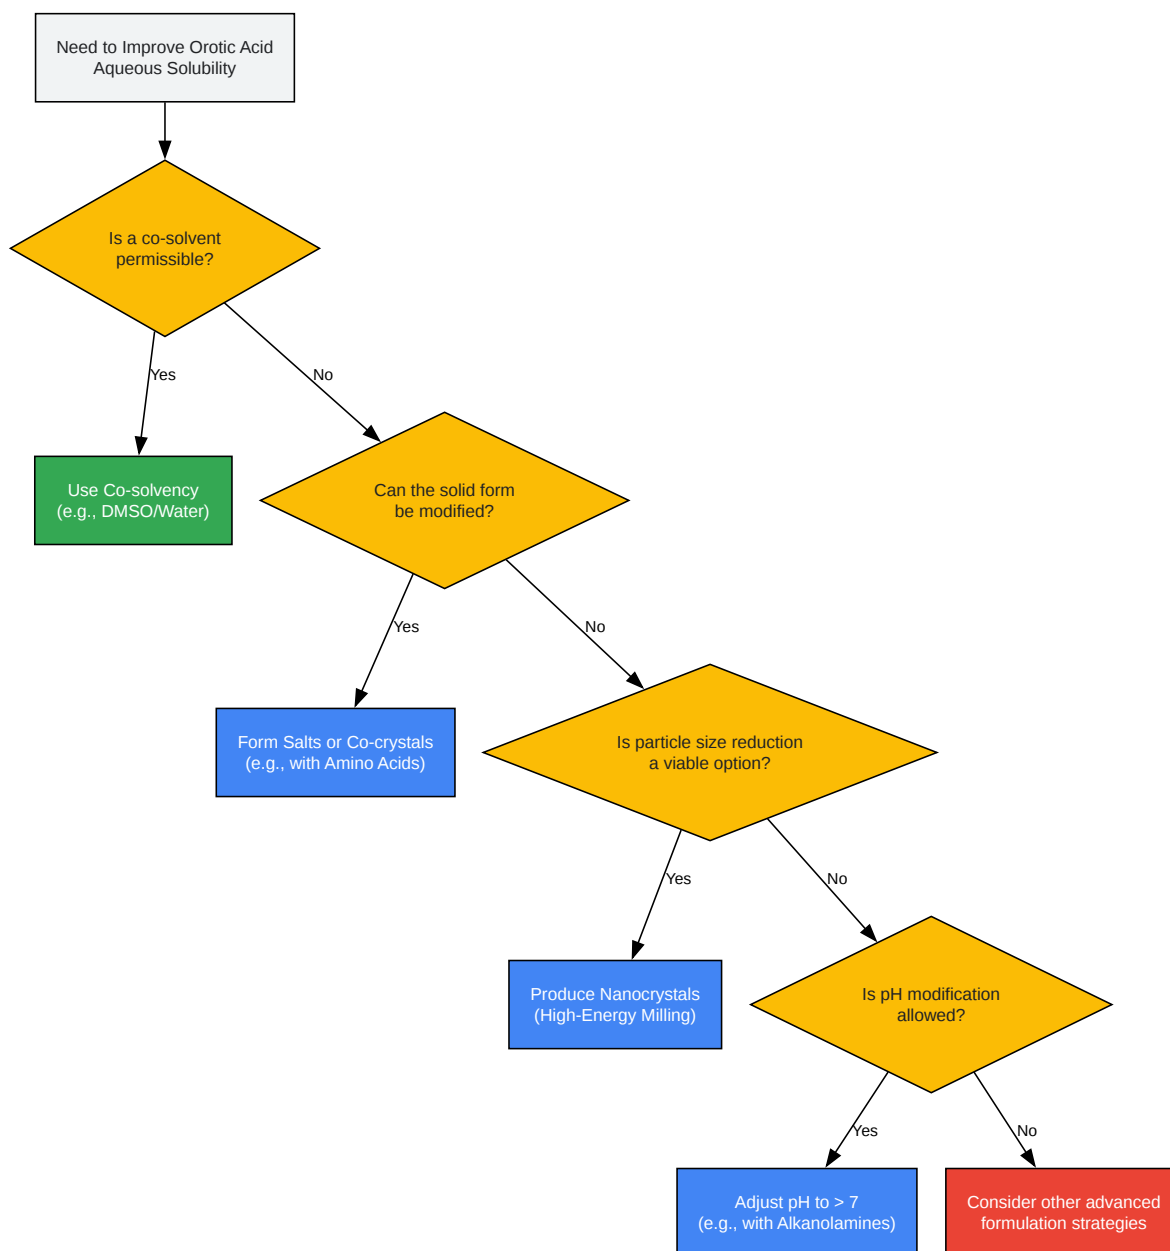 Need to Improve Orotic Acid
Aqueous Solubility
Is a co-solvent
permissible?
Yes
No
Use Co-solvency
(e.g., DMSO/Water)
Can the solid form
be modified?
Yes
No
Form Salts or Co-crystals
(e.g., with Amino Acids)
Is particle size reduction
a viable option?
Yes
No
Produce Nanocrystals
(High-Energy Milling)
Is pH modification
allowed?
Yes
No
Adjust pH to > 7
(e.g., with Alkanolamines)
Consider other advanced
formulation strategies